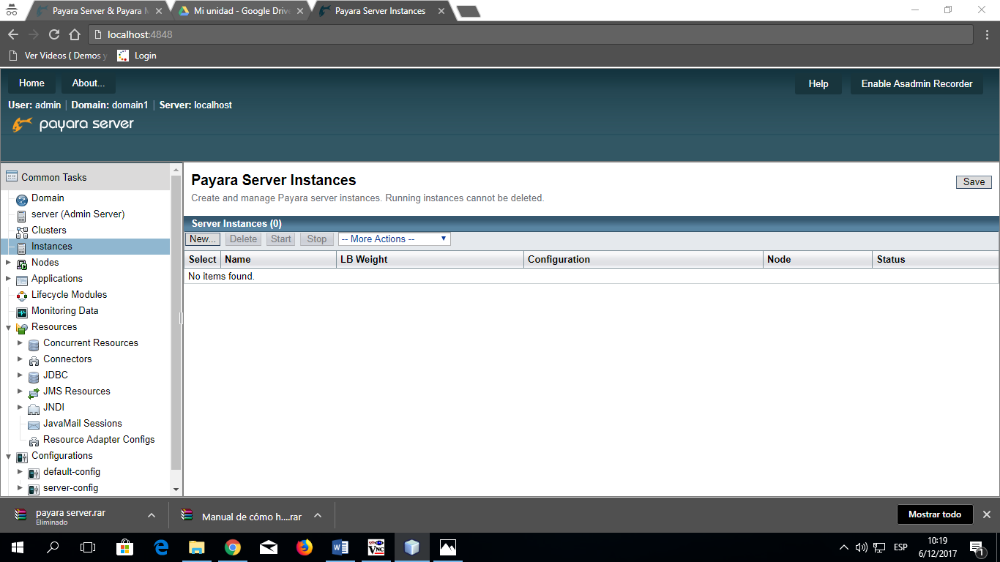 Payara Server & Payara M
Mi unidad - Google Drive
Payara Server Instances
localhost:4848
Ver Videos ( Demos y
Login
Home
About...
Help
Enable Asadmin Recorder
User: admin
Domain: domain1
Server: localhost
payara server
Common Tasks
Domain
server (Admin Server)
Clusters
Instances
Nodes
Applications
Lifecycle Modules
Monitoring Data
Resources
Concurrent Resources
Connectors
JDBC
JMS Resources
JNDI
JavaMail Sessions
Resource Adapter Configs
Configurations
default-config
server-config
Payara Server Instances
Save
Create and manage Payara server instances. Running instances cannot be deleted.
Server Instances (0)
New...
Delete
Start
Stop
-- More Actions --
Select
Name
LB Weight
Configuration
Node
Status
No items found.
payara server.rar
Eliminado
Manual de cómo h....rar
Mostrar todo
VNC
ESP
10:19
6/12/2017
1